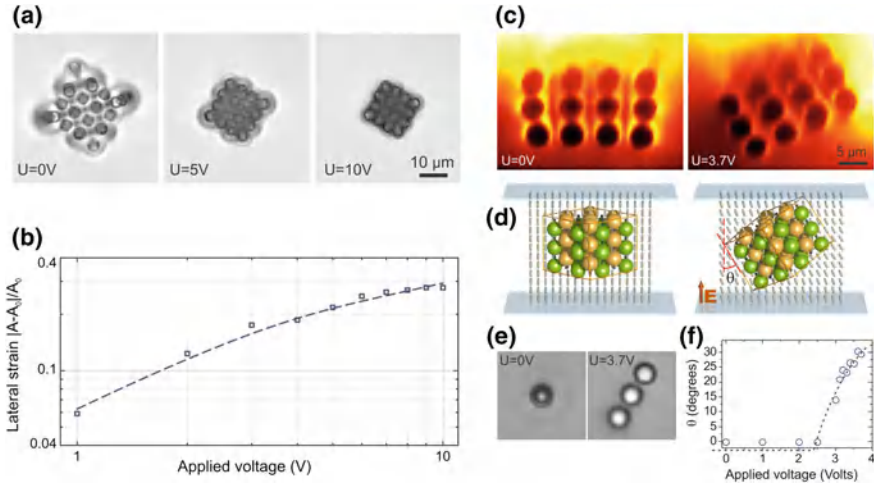 (a)
U=0V
U=5V
U=10V
10 μm
(b)
Lateral strain |A-A₀|/A₀
0.4
0.1
0.04
1
10
Applied voltage (V)
(c)
U=0V
U=3.7V
5 μm
(d)
θ
E
(e)
U=0V
U=3.7V
(f)
θ (degrees)
30
25
20
15
10
5
0
0
1
2
3
4
Applied voltage (Volts)